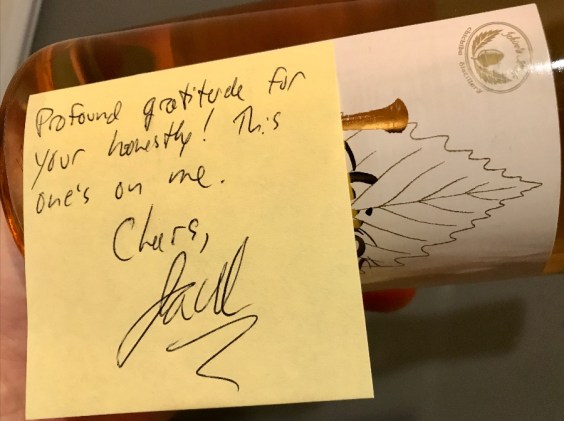 Profound gratitude for
your honesty! This
one's on me.
Cheers,